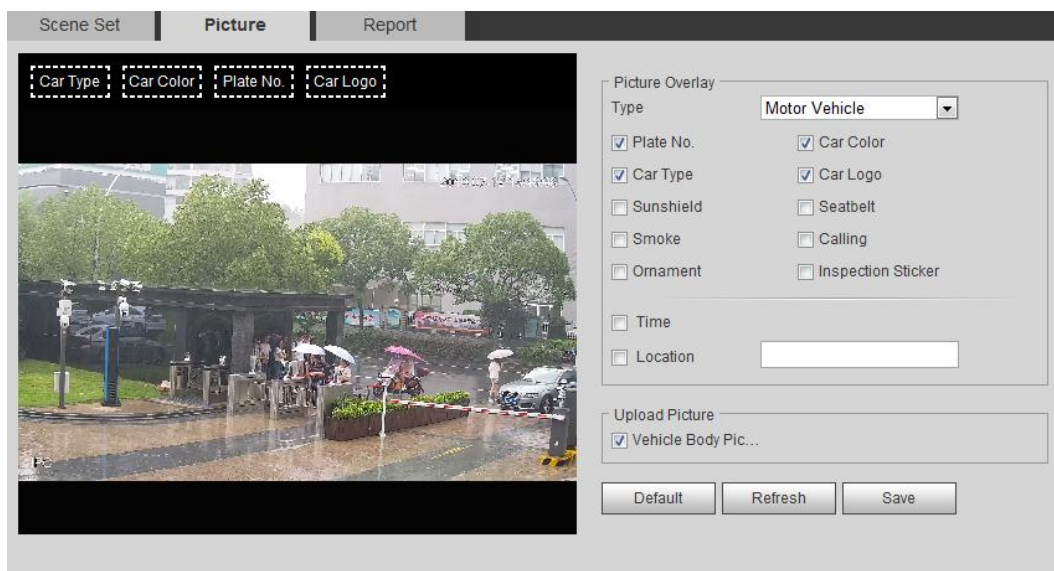 Scene Set Picture Report
Car Type Car Color Plate No. Car Logo
Picture Overlay
Type Motor Vehicle
Plate No. Car Color
Car Type Car Logo
Sunshield Seatbelt
Smoke Calling
Ornament Inspection Sticker
Time
Location
Upload Picture
Vehicle Body Pic...
Default Refresh Save